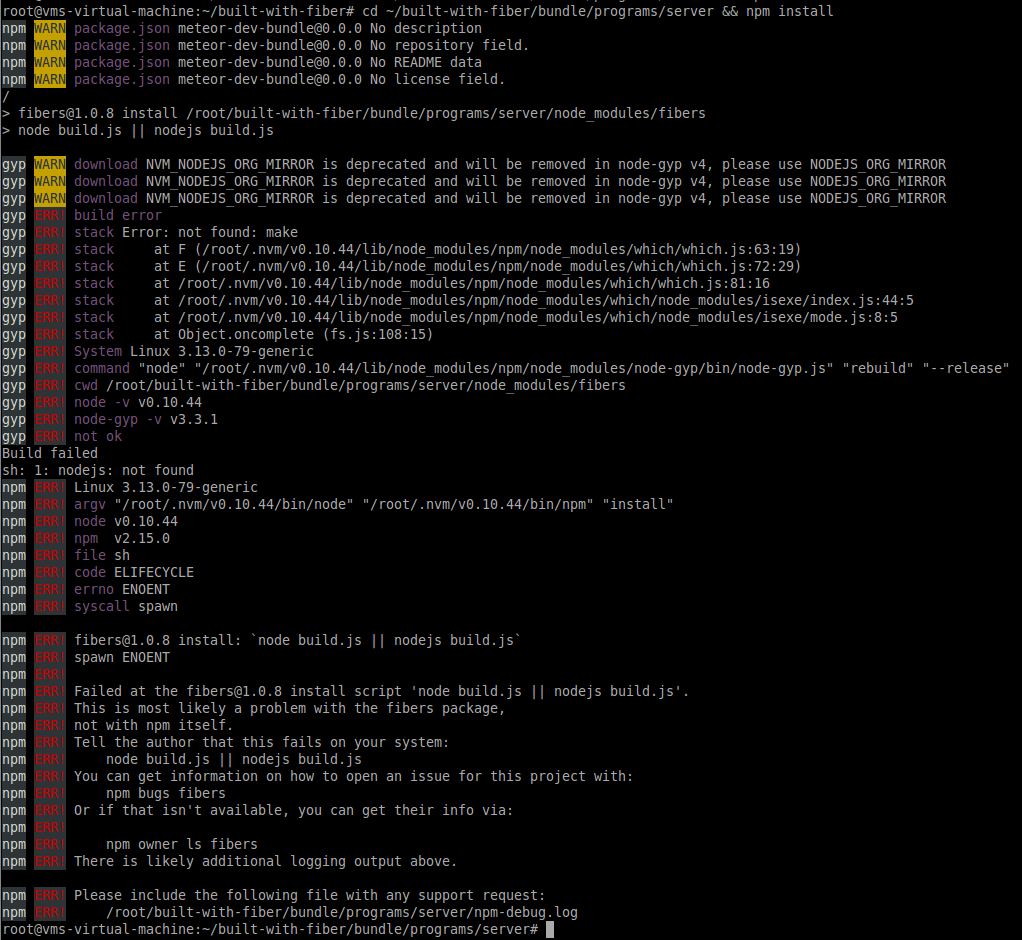 root@vms-virtual-machine:~/built-with-fiber# cd ~/built-with-fiber/bundle/programs/server && npm install
npm WARN package.json meteor-dev-bundle@0.0.0 No description
npm WARN package.json meteor-dev-bundle@0.0.0 No repository field.
npm WARN package.json meteor-dev-bundle@0.0.0 No README data
npm WARN package.json meteor-dev-bundle@0.0.0 No license field.
/
> fibers@1.0.8 install /root/built-with-fiber/bundle/programs/server/node_modules/fibers
> node build.js || nodejs build.js

gyp WARN download NVM_NODEJS_ORG_MIRROR is deprecated and will be removed in node-gyp v4, please use NODEJS_ORG_MIRROR
gyp WARN download NVM_NODEJS_ORG_MIRROR is deprecated and will be removed in node-gyp v4, please use NODEJS_ORG_MIRROR
gyp WARN download NVM_NODEJS_ORG_MIRROR is deprecated and will be removed in node-gyp v4, please use NODEJS_ORG_MIRROR
gyp ERR! build error
gyp ERR! stack Error: not found: make
gyp ERR! stack     at F (/root/.nvm/v0.10.44/lib/node_modules/npm/node_modules/which/which.js:63:19)
gyp ERR! stack     at E (/root/.nvm/v0.10.44/lib/node_modules/npm/node_modules/which/which.js:72:29)
gyp ERR! stack     at /root/.nvm/v0.10.44/lib/node_modules/npm/node_modules/which/which.js:81:16
gyp ERR! stack     at /root/.nvm/v0.10.44/lib/node_modules/npm/node_modules/which/node_modules/isexe/index.js:44:5
gyp ERR! stack     at /root/.nvm/v0.10.44/lib/node_modules/npm/node_modules/which/node_modules/isexe/mode.js:8:5
gyp ERR! stack     at Object.oncomplete (fs.js:108:15)
gyp ERR! System Linux 3.13.0-79-generic
gyp ERR! command "node" "/root/.nvm/v0.10.44/lib/node_modules/npm/node_modules/node-gyp/bin/node-gyp.js" "rebuild" "--release"
gyp ERR! cwd /root/built-with-fiber/bundle/programs/server/node_modules/fibers
gyp ERR! node -v v0.10.44
gyp ERR! node-gyp -v v3.3.1
gyp ERR! not ok
Build failed
sh: 1: nodejs: not found
npm ERR! Linux 3.13.0-79-generic
npm ERR! argv "/root/.nvm/v0.10.44/bin/node" "/root/.nvm/v0.10.44/bin/npm" "install"
npm ERR! node v0.10.44
npm ERR! npm  v2.15.0
npm ERR! file sh
npm ERR! code ELIFECYCLE
npm ERR! errno ENOENT
npm ERR! syscall spawn

npm ERR! fibers@1.0.8 install: `node build.js || nodejs build.js`
npm ERR! spawn ENOENT
npm ERR!
npm ERR! Failed at the fibers@1.0.8 install script 'node build.js || nodejs build.js'.
npm ERR! This is most likely a problem with the fibers package,
npm ERR! not with npm itself.
npm ERR! Tell the author that this fails on your system:
npm ERR!     node build.js || nodejs build.js
npm ERR! You can get information on how to open an issue for this project with:
npm ERR!     npm bugs fibers
npm ERR! Or if that isn't available, you can get their info via:
npm ERR!
npm ERR!     npm owner ls fibers
npm ERR! There is likely additional logging output above.

npm ERR! Please include the following file with any support request:
npm ERR!     /root/built-with-fiber/bundle/programs/server/npm-debug.log
root@vms-virtual-machine:~/built-with-fiber/bundle/programs/server#